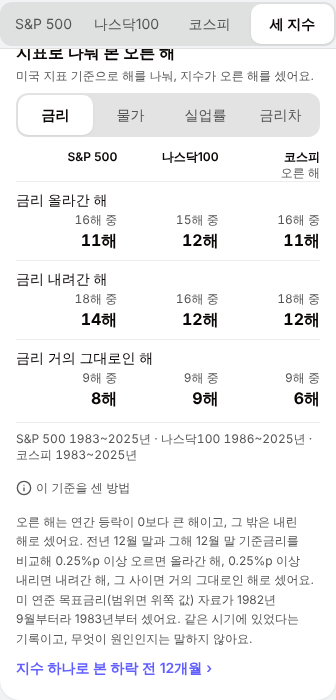 S&P 500 나스닥100 코스피 세 지수
지표로 나눠 본 오른 해
미국 지표 기준으로 해를 나눠, 지수가 오른 해를 셌어요.
금리 물가 실업률 금리차
S&P 500 나스닥100 코스피
오른 해
금리 올라간 해
16해 중 15해 중 16해 중
11해 12해 11해
금리 내려간 해
18해 중 16해 중 18해 중
14해 12해 12해
금리 거의 그대로인 해
9해 중 9해 중 9해 중
8해 9해 6해
S&P 500 1983~2025년 · 나스닥100 1986~2025년 ·
코스피 1983~2025년
이 기준을 센 방법
오른 해는 연간 등락이 0보다 큰 해이고, 그 밖은 내린
해로 셌어요. 전년 12월 말과 그해 12월 말 기준금리를
비교해 0.25%p 이상 오르면 올라간 해, 0.25%p 이상
내리면 내려간 해, 그 사이면 거의 그대로인 해로 셌어요.
미 연준 목표금리(범위면 위쪽 값) 자료가 1982년
9월부터라 1983년부터 셌어요. 같은 시기에 있었다는
기록이고, 무엇이 원인인지는 말하지 않아요.
지수 하나로 본 하락 전 12개월 ›